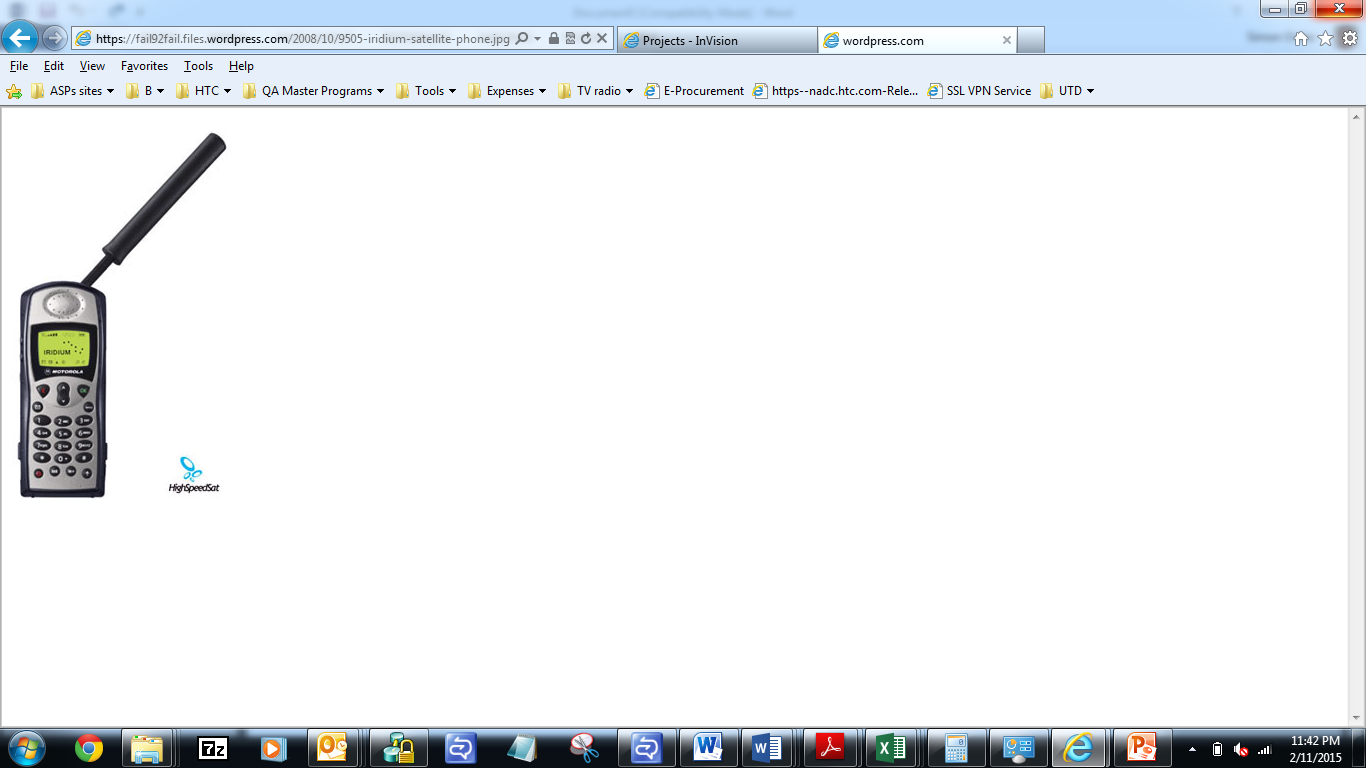 https://fail92fail.files.wordpress.com/2008/10/9505-iridium-satellite-phone.jpg
Projects - InVision
wordpress.com
File Edit View Favorites Tools Help
ASPs sites B HTC QA Master Programs Tools Expenses TV radio E-Procurement https--nadc.htc.com-Rele... SSL VPN Service UTD
IRIDIUM
MOTOROLA
HighSpeedSat
7z
11:42 PM
2/11/2015